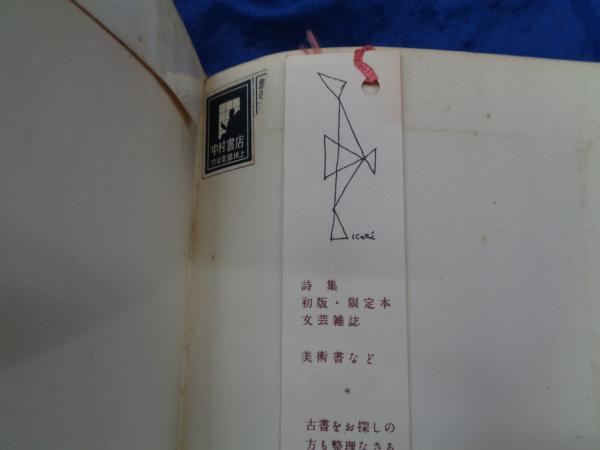 中村書店
詩集
初版・限定本
文芸雑誌
美術書など
*
古書をお探しの
方も整理なさる